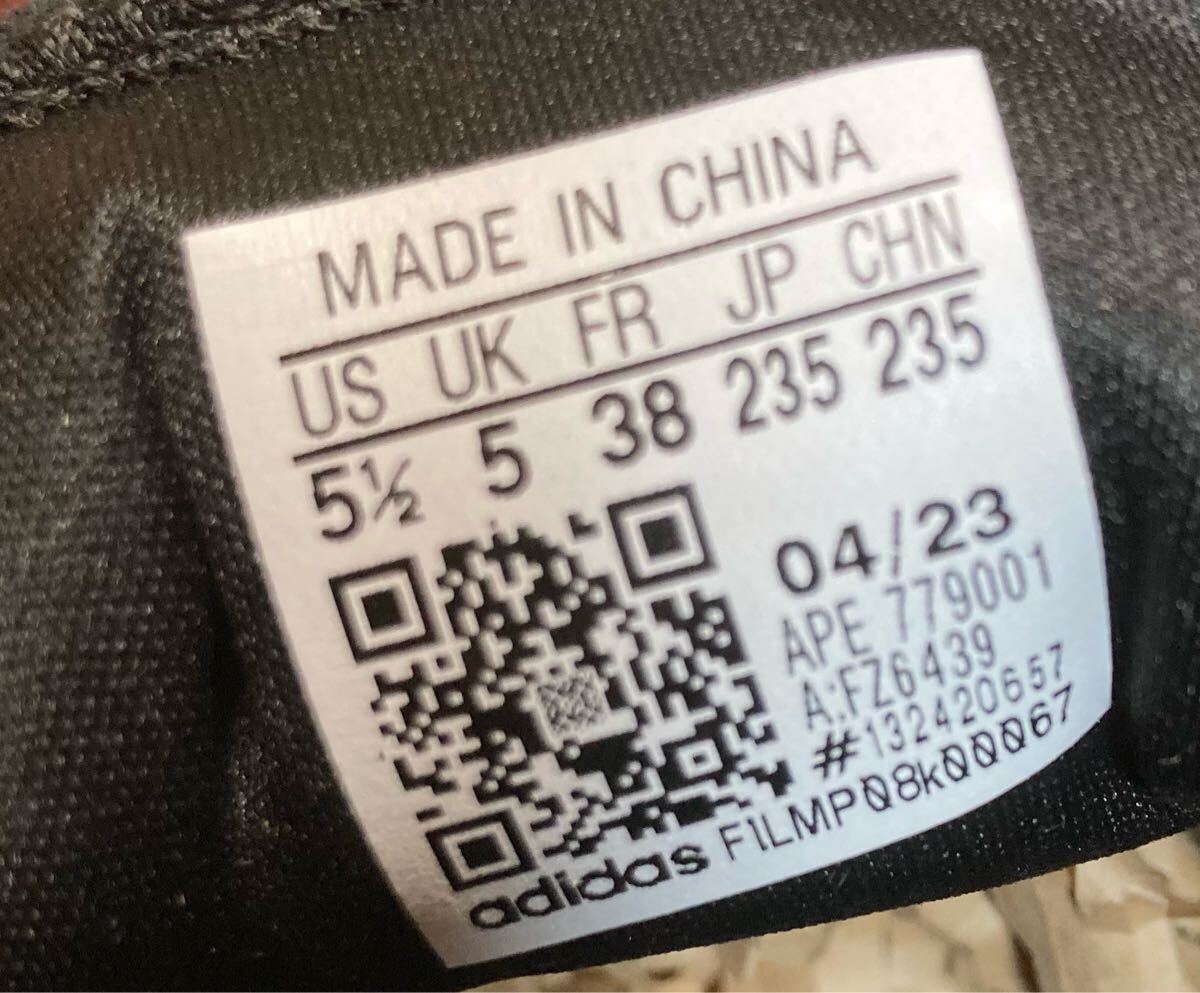 MADE IN CHINA
US UK FR JP CHN
5½ 5 38 235 235
04/23
APE 779001
A:FZ6439
#132420657
adidas F1LMP08k00067